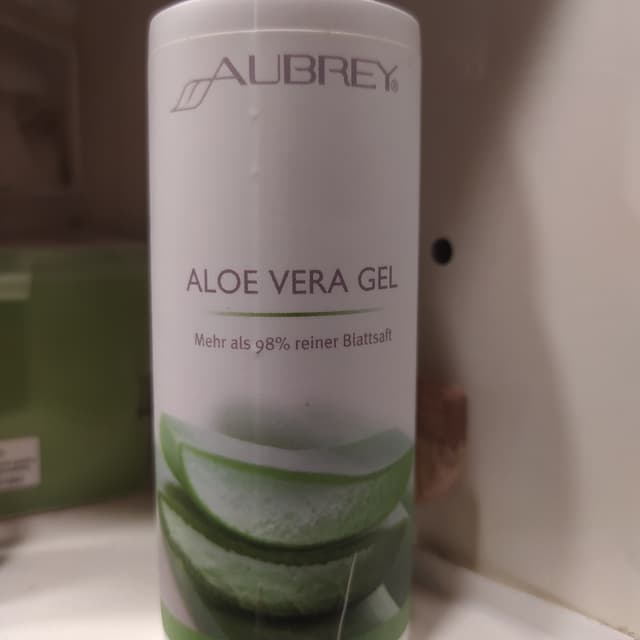 AUBREY®
ALOE VERA GEL
Mehr als 98% reiner Blattsaft